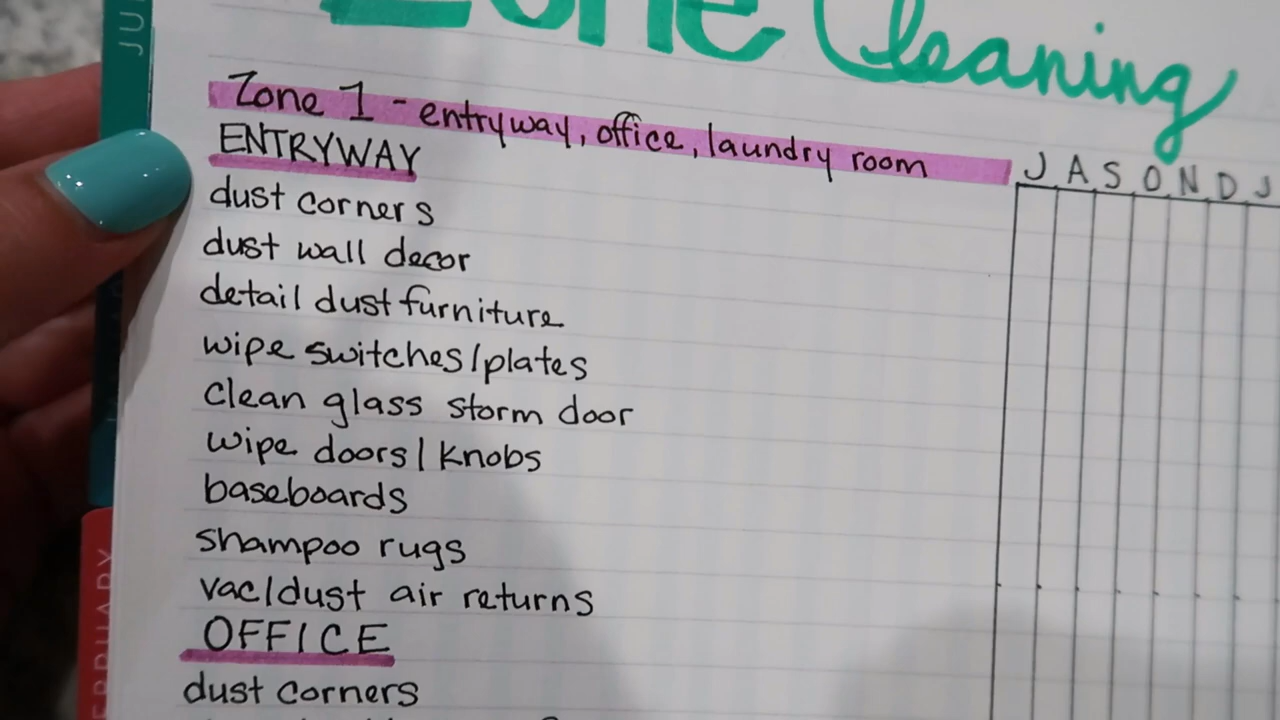 Zone Cleaning
Zone 1 - entryway, office, laundry room
J A S O N D J
ENTRYWAY
dust corners
dust wall decor
detail dust furniture
wipe switches/plates
clean glass storm door
wipe doors/knobs
baseboards
shampoo rugs
vac/dust air returns
OFFICE
dust corners